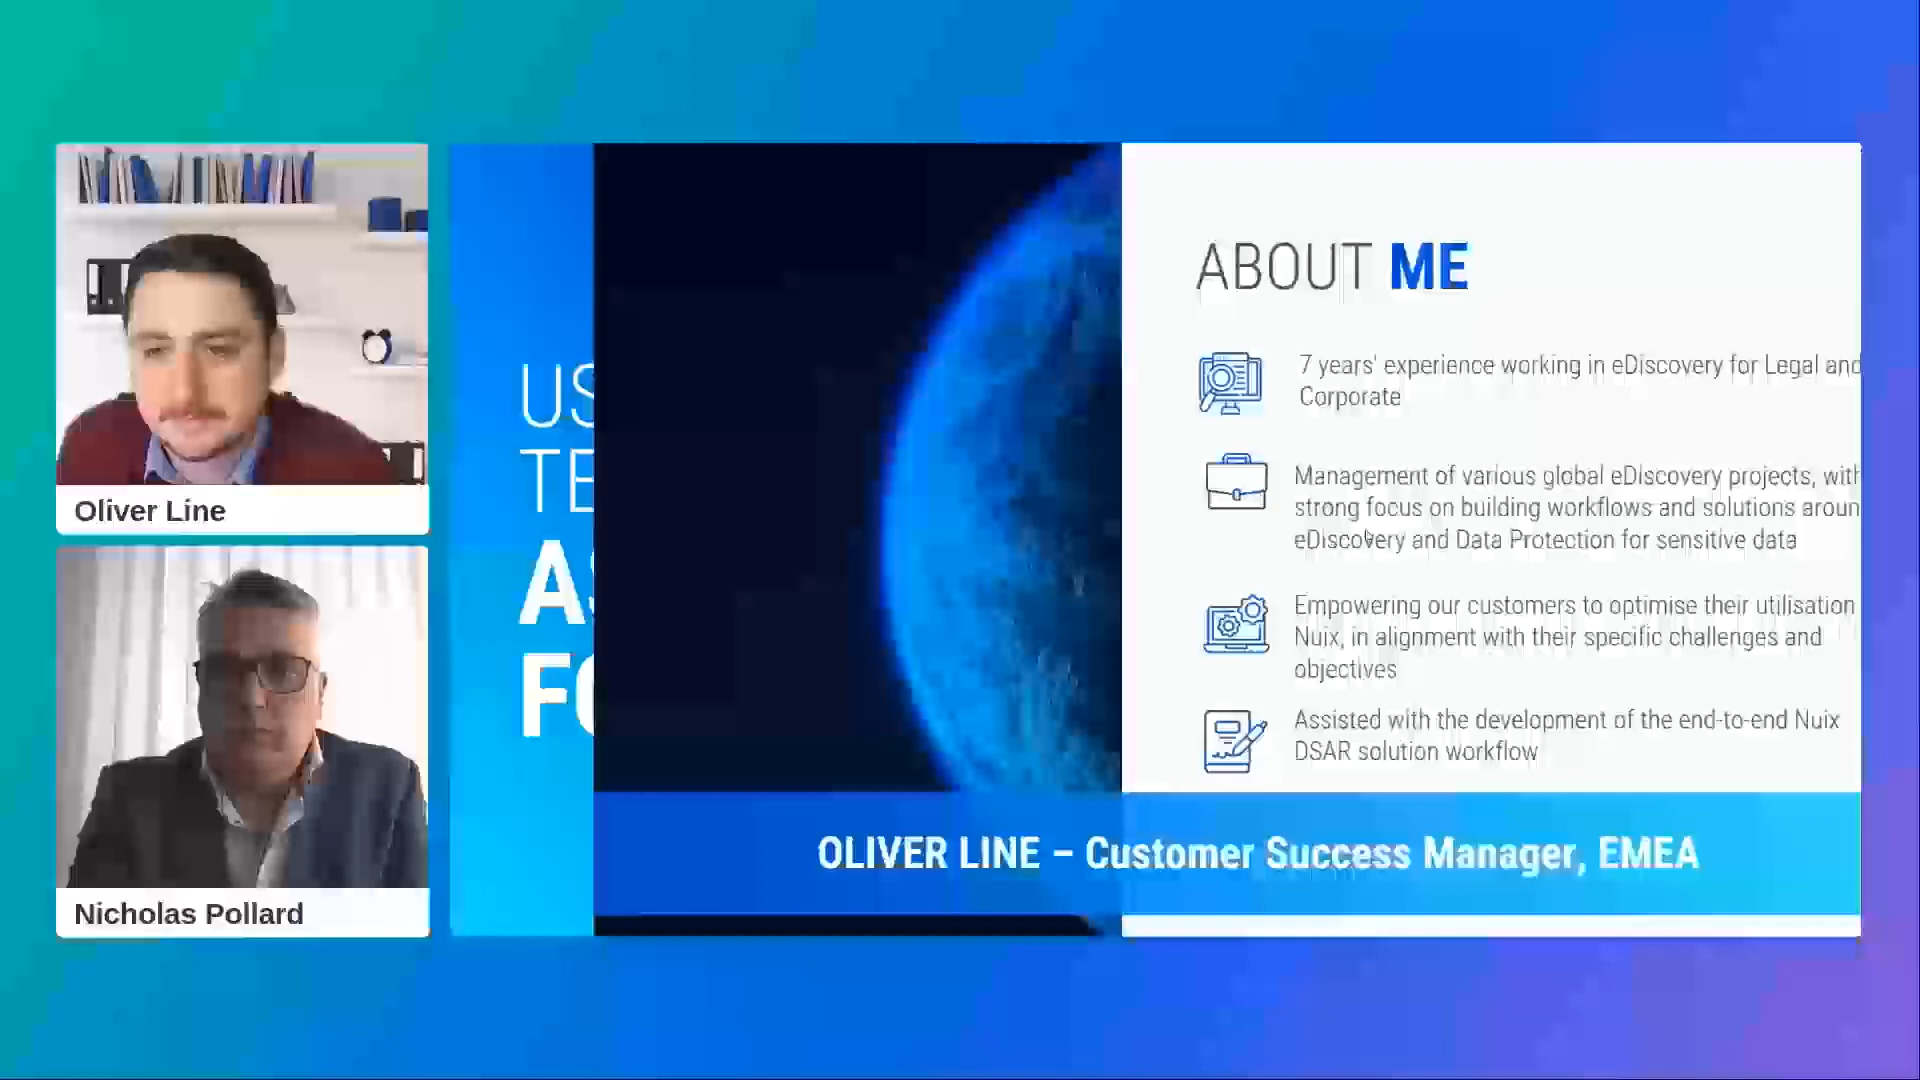 Oliver Line
Nicholas Pollard
US
TE
AS
FO
ABOUT ME
7 years' experience working in eDiscovery for Legal and
Corporate
Management of various global eDiscovery projects, with
strong focus on building workflows and solutions aroun
eDiscovery and Data Protection for sensitive data
Empowering our customers to optimise their utilisation
Nuix, in alignment with their specific challenges and
objectives
Assisted with the development of the end-to-end Nuix
DSAR solution workflow
OLIVER LINE – Customer Success Manager, EMEA